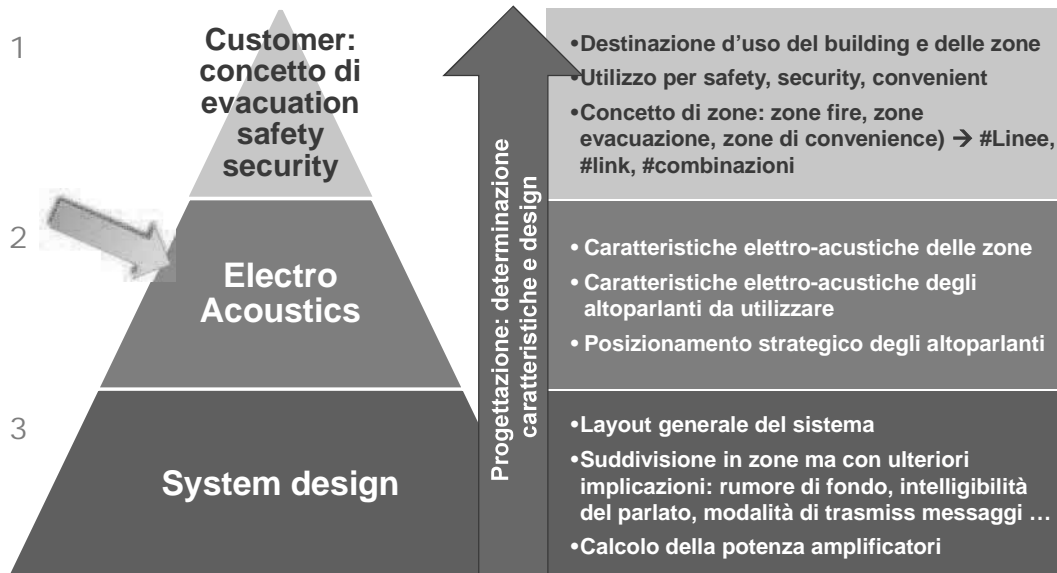 1
Customer:
concetto di
evacuation
safety
security
•Destinazione d'uso del building e delle zone
•Utilizzo per safety, security, convenient
•Concetto di zone: zone fire, zone
evacuazione, zone di convenience) → #Linee,
#link, #combinazioni
2
Electro
Acoustics
• Caratteristiche elettro-acustiche delle zone
• Caratteristiche elettro-acustiche degli
altoparlanti da utilizzare
• Posizionamento strategico degli altoparlanti
3
System design
•Layout generale del sistema
•Suddivisione in zone ma con ulteriori
implicazioni: rumore di fondo, intelligibilità
del parlato, modalità di trasmiss messaggi …
•Calcolo della potenza amplificatori
Progettazione: determinazione
caratteristiche e design